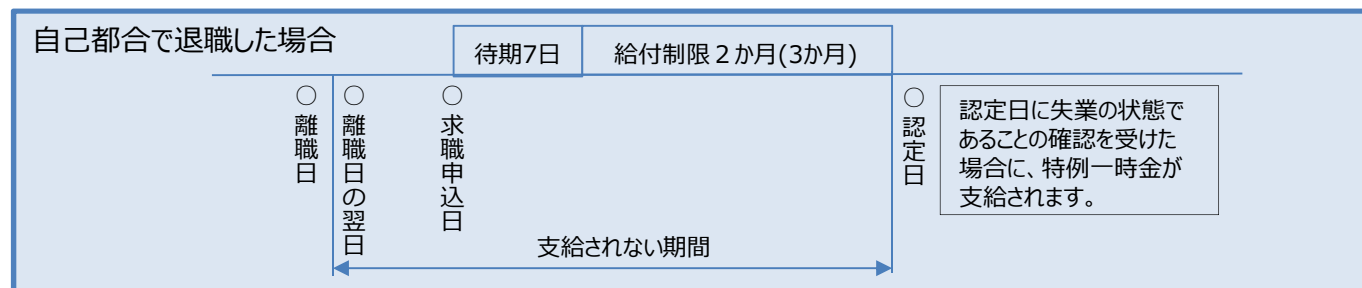 自己都合で退職した場合
待期7日
給付制限２か月(3か月)
○離職日
○離職日の翌日
○求職申込日
○認定日
認定日に失業の状態で
あることの確認を受けた
場合に、特例一時金が
支給されます。
支給されない期間